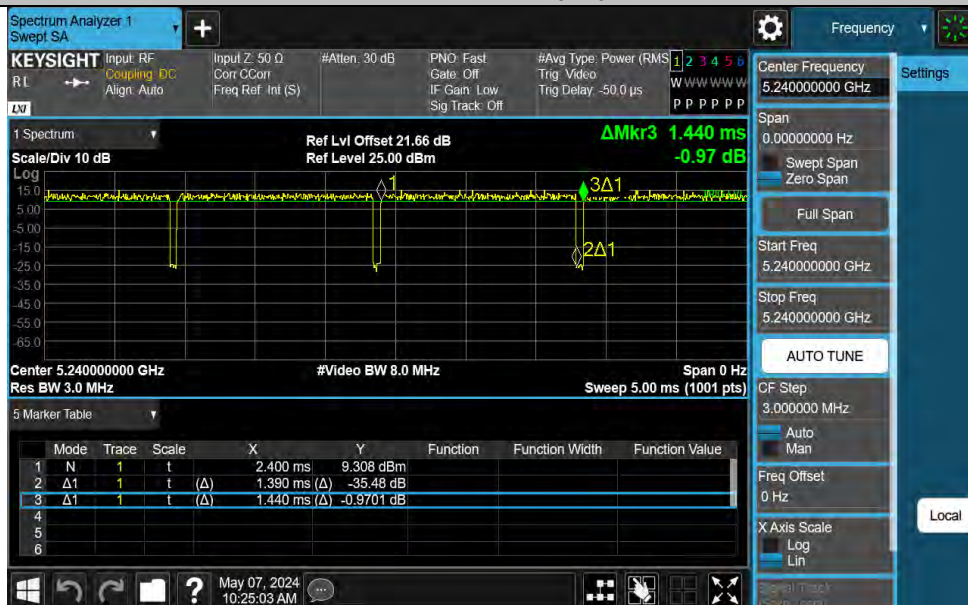 Spectrum Analyzer 1
Swept SA
+
Frequency
KEYSIGHT
RL
LXI
Input: RF
Coupling: DC
Align: Auto
Input Z: 50 Ω
Corr CCorr
Freq Ref: Int (S)
#Atten: 30 dB
PNO: Fast
Gate: Off
IF Gain: Low
Sig Track: Off
#Avg Type: Power (RMS
Trig: Video
Trig Delay: -50.0 µs
1 2 3 4 5 6
W W W W W W
P P P P P P
1 Spectrum
Scale/Div 10 dB
Ref Lvl Offset 21.66 dB
Ref Level 25.00 dBm
ΔMkr3 1.440 ms
-0.97 dB
Log
15.0
5.00
-5.00
-15.0
-25.0
-35.0
-45.0
-55.0
-65.0
1
3Δ1
2Δ1
Center 5.240000000 GHz
Res BW 3.0 MHz
#Video BW 8.0 MHz
Span 0 Hz
Sweep 5.00 ms (1001 pts)
5 Marker Table
Mode Trace Scale X Y Function Function Width Function Value
1 N 1 t 2.400 ms 9.308 dBm
2 Δ1 1 t (Δ) 1.390 ms (Δ) -35.48 dB
3 Δ1 1 t (Δ) 1.440 ms (Δ) -0.9701 dB
4
5
6
?
May 07, 2024
10:25:03 AM
Center Frequency
5.240000000 GHz
Span
0.00000000 Hz
Swept Span
Zero Span
Full Span
Start Freq
5.240000000 GHz
Stop Freq
5.240000000 GHz
AUTO TUNE
CF Step
3.000000 MHz
Auto
Man
Freq Offset
0 Hz
X Axis Scale
Log
Lin
Signal Track
Settings
Local